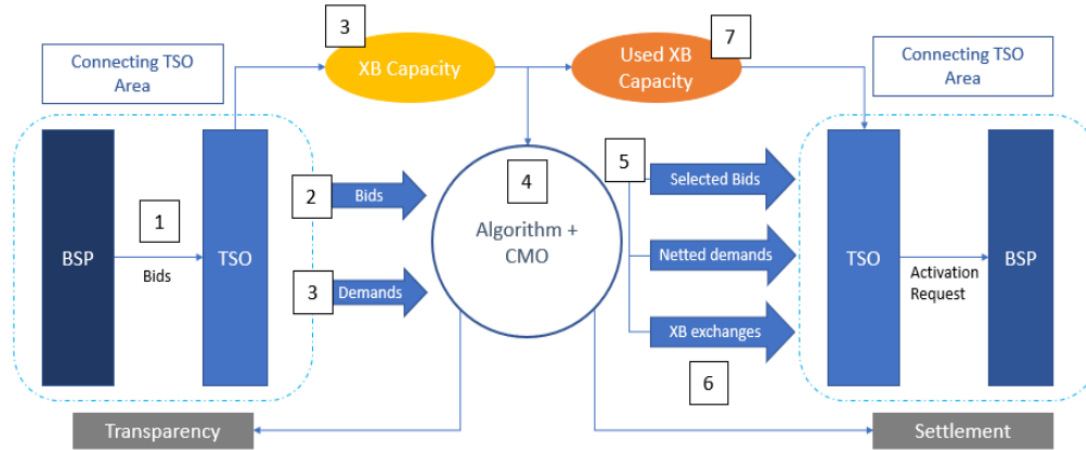 3
7
Connecting TSO
Area
XB Capacity
Used XB
Capacity
Connecting TSO
Area
BSP
1
Bids
TSO
2
Bids
3
Demands
4
Algorithm +
CMO
5
Selected Bids
Netted demands
XB exchanges
6
TSO
Activation
Request
BSP
Transparency
Settlement